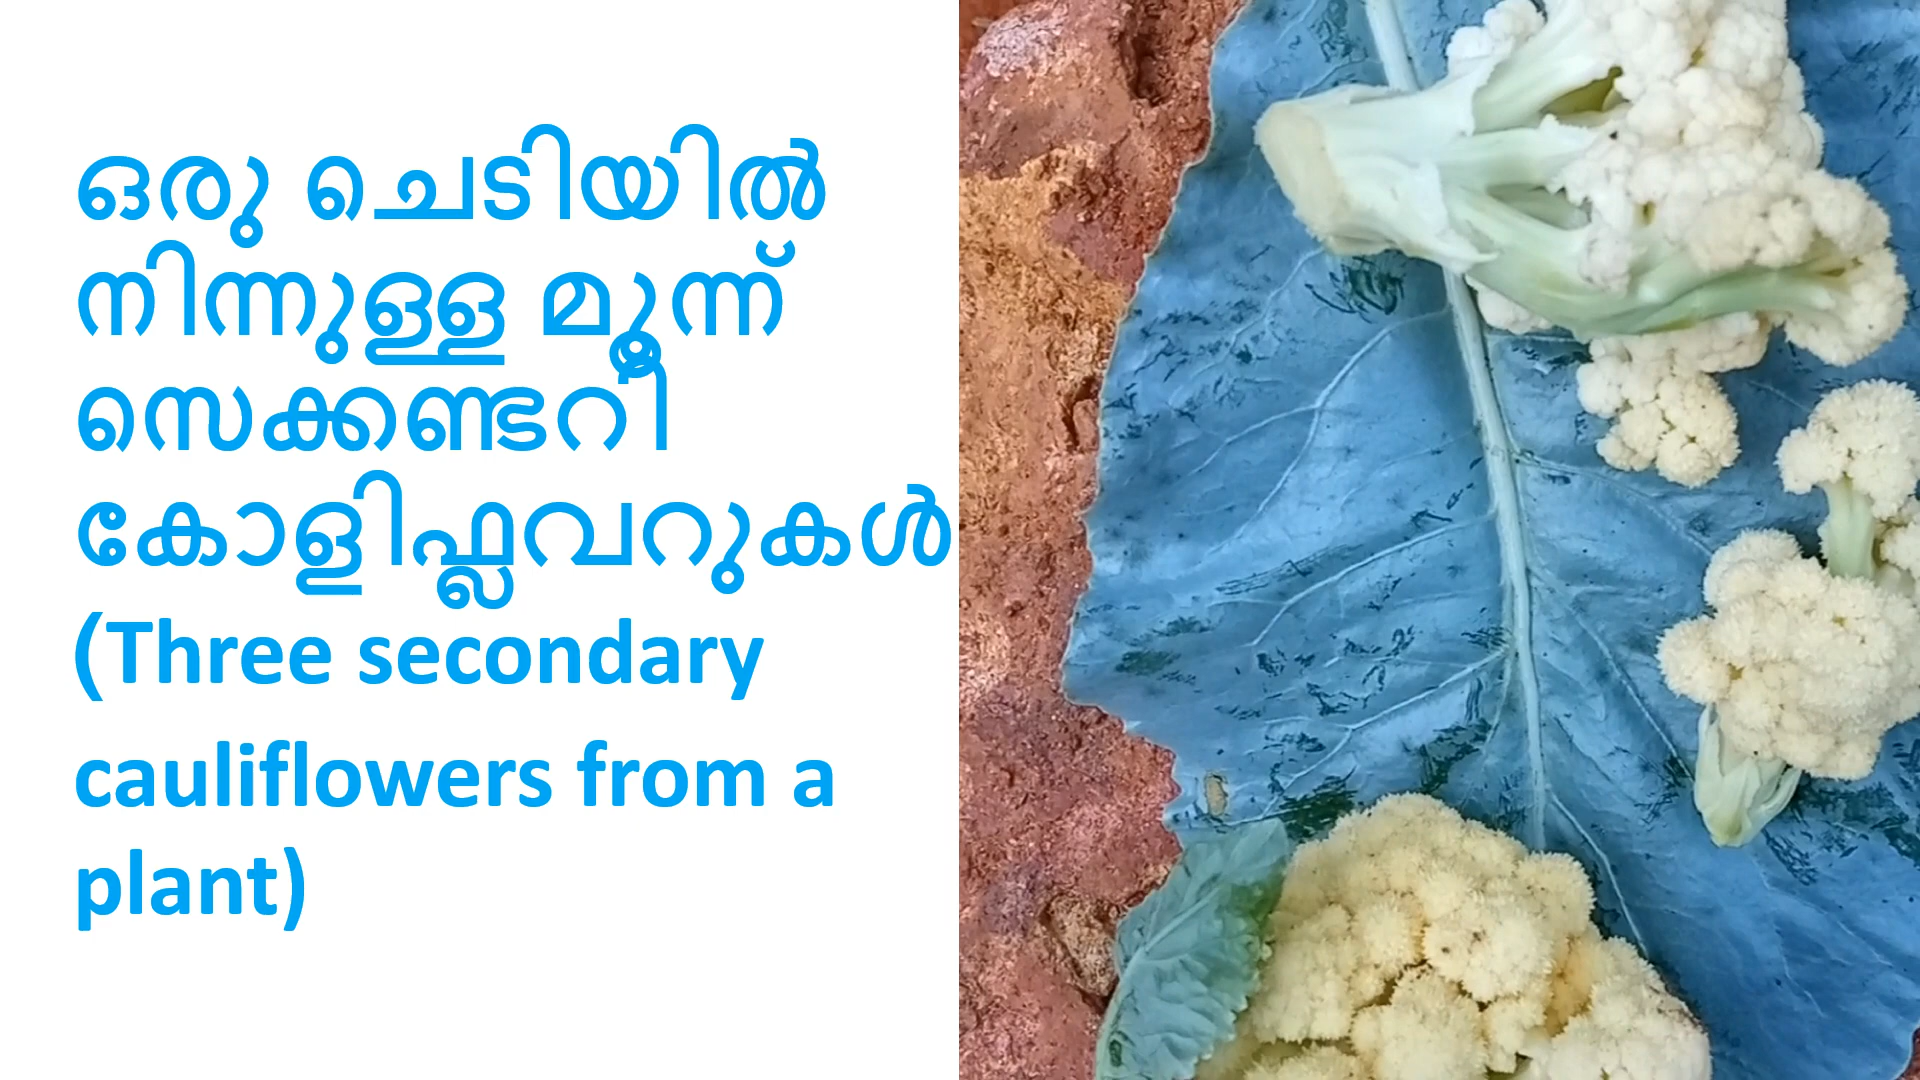 ഒരു ചെടിയിൽ
നിന്നുള്ള മൂന്ന്
സെക്കണ്ടറി
കോളിഫ്ലവറുകൾ
(Three secondary
cauliflowers from a
plant)